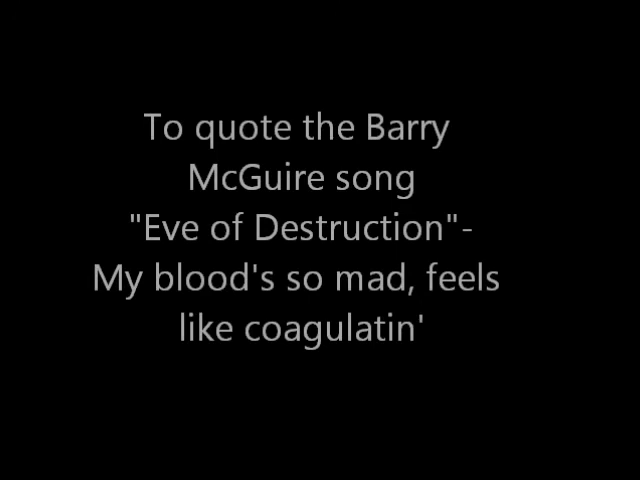 To quote the Barry
McGuire song
"Eve of Destruction"-
My blood's so mad, feels
like coagulatin'